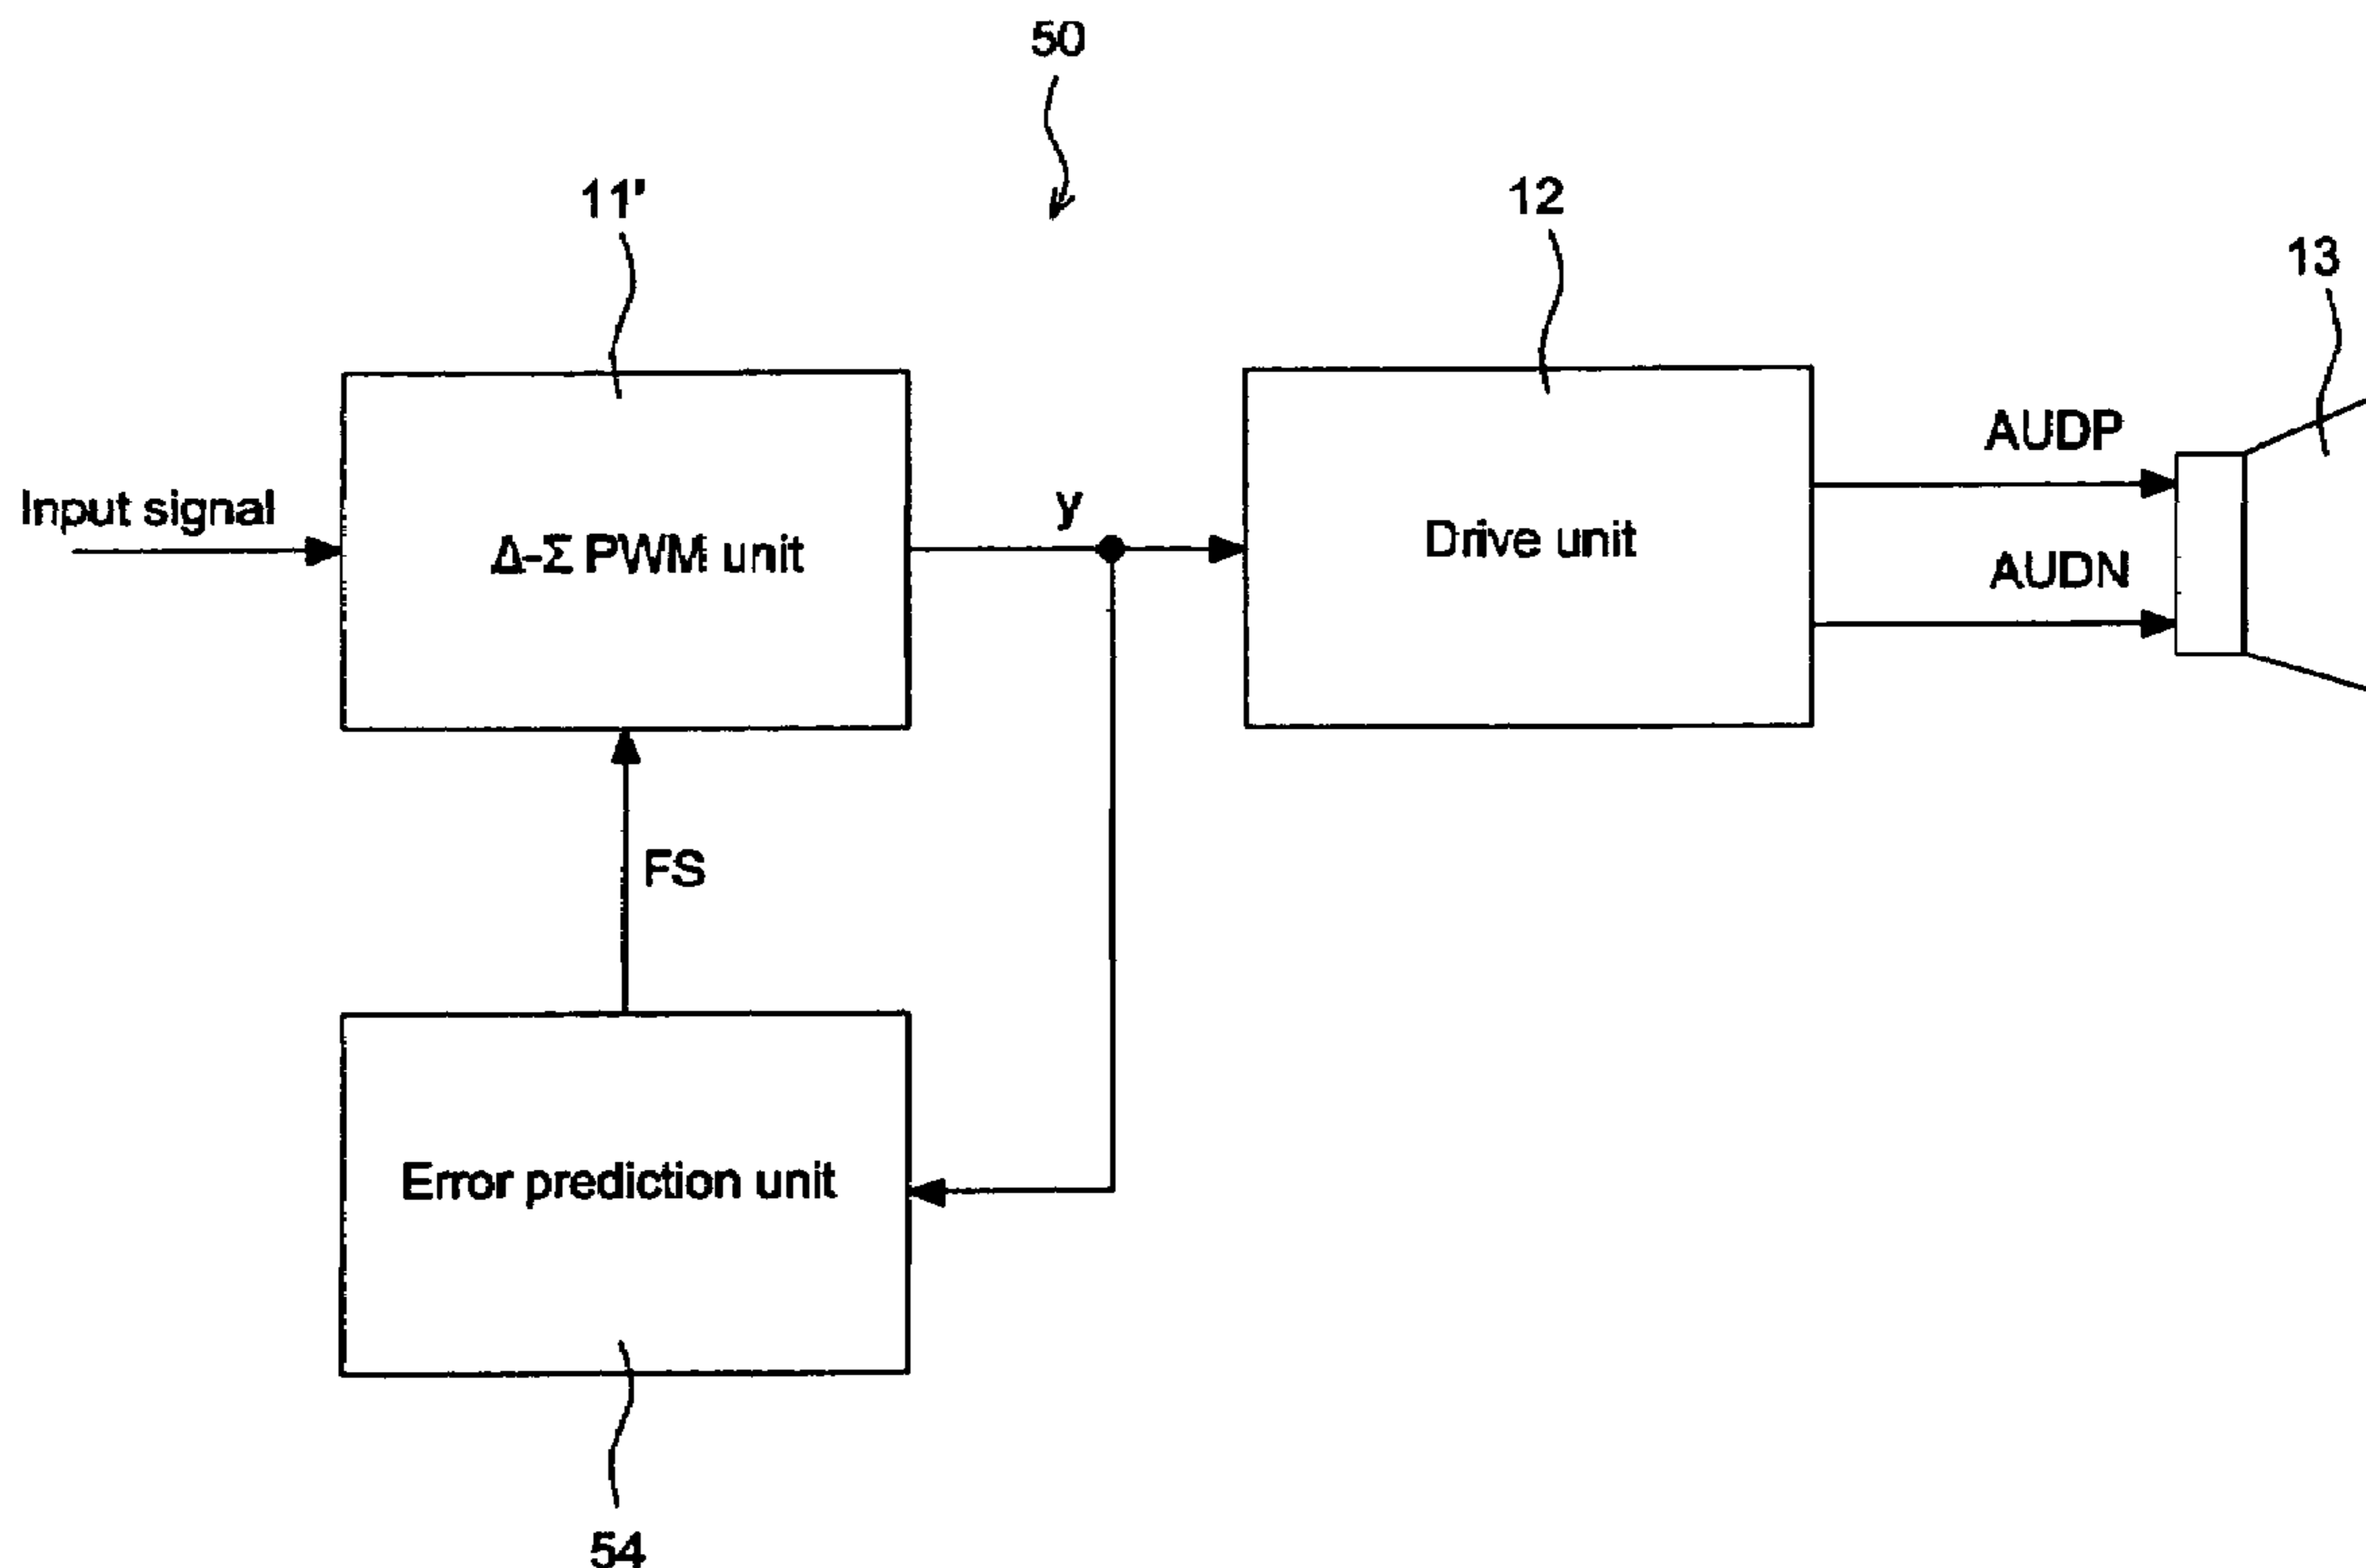 50
11'
12
13
Input signal
Δ-Σ PWM unit
y
Drive unit
AUDP
AUDN
FS
Error prediction unit
54